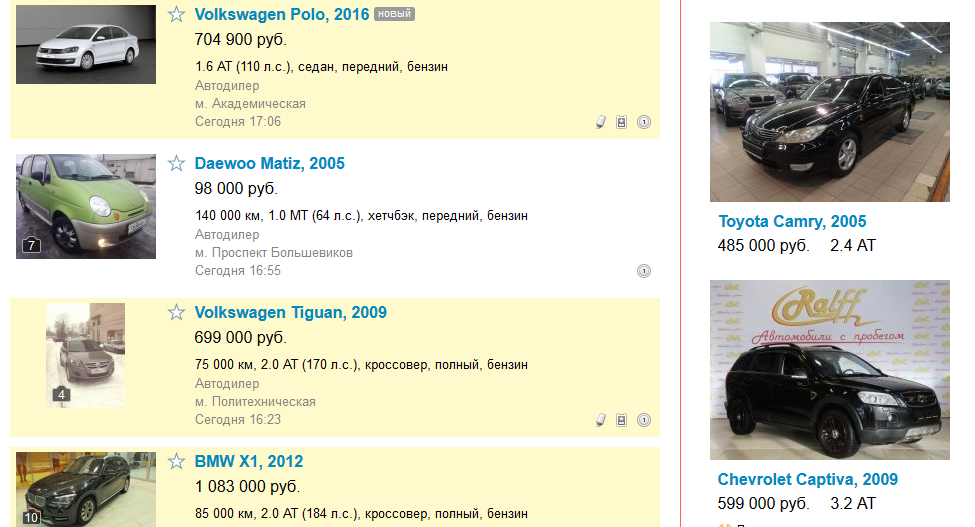 Volkswagen Polo, 2016 новый
704 900 руб.
1.6 AT (110 л.с.), седан, передний, бензин
Автодилер
м. Академическая
Сегодня 17:06
1
Daewoo Matiz, 2005
98 000 руб.
140 000 км, 1.0 MT (64 л.с.), хетчбэк, передний, бензин
Автодилер
м. Проспект Большевиков
Сегодня 16:55
7
1
Volkswagen Tiguan, 2009
699 000 руб.
75 000 км, 2.0 AT (170 л.с.), кроссовер, полный, бензин
Автодилер
м. Политехническая
Сегодня 16:23
4
1
BMW X1, 2012
1 083 000 руб.
85 000 км, 2.0 AT (184 л.с.), кроссовер, полный, бензин
10
Toyota Camry, 2005
485 000 руб. 2.4 AT
Ralff
Автомобили с пробегом
Chevrolet Captiva, 2009
599 000 руб. 3.2 AT